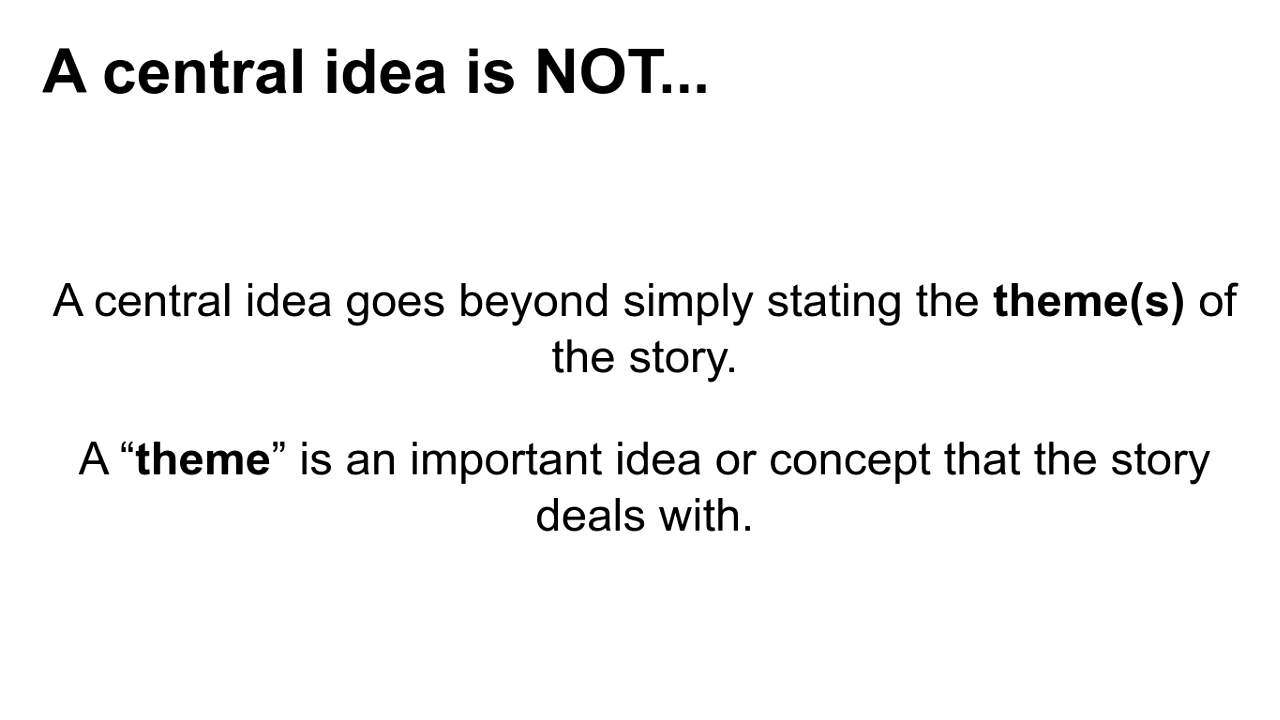 A central idea is NOT...
A central idea goes beyond simply stating the theme(s) of
the story.
A “theme” is an important idea or concept that the story
deals with.